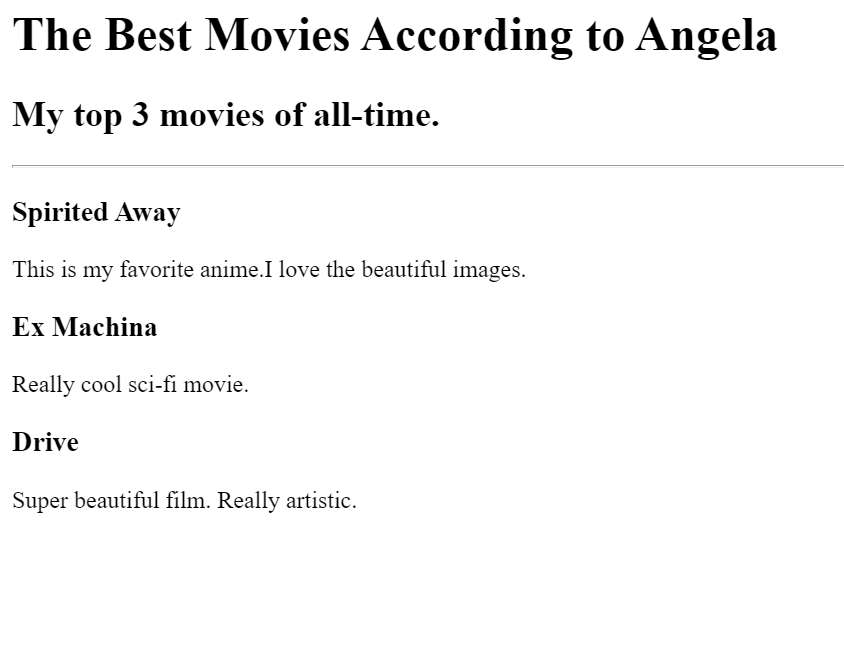 The Best Movies According to Angela
My top 3 movies of all-time.
Spirited Away
This is my favorite anime.I love the beautiful images.
Ex Machina
Really cool sci-fi movie.
Drive
Super beautiful film. Really artistic.